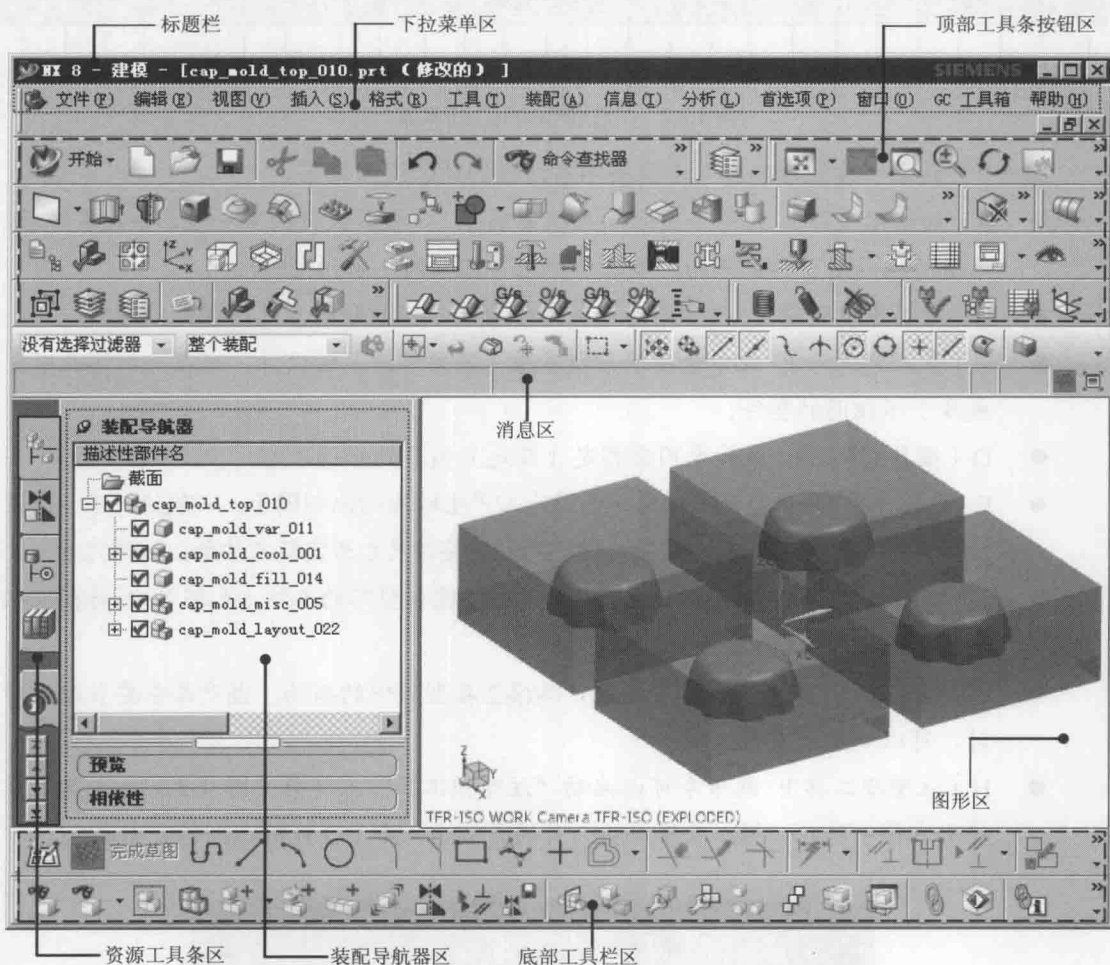 标题栏
下拉菜单区
顶部工具条按钮区
NX 8 - 建模 - [cap_mold_top_010.prt （修改的） ]
SIEMENS
文件(F) 编辑(E) 视图(V) 插入(S) 格式(R) 工具(T) 装配(A) 信息(I) 分析(L) 首选项(P) 窗口(O) GC 工具箱 帮助(H)
开始
命令查找器
没有选择过滤器 整个装配
消息区
装配导航器
描述性部件名
截面
cap_mold_top_010
cap_mold_var_011
cap_mold_cool_001
cap_mold_fill_014
cap_mold_misc_005
cap_mold_layout_022
预览
相依性
图形区
TFR-ISO WORK Camera TFR-ISO (EXPLODED)
完成草图
资源工具条区
装配导航器区
底部工具栏区